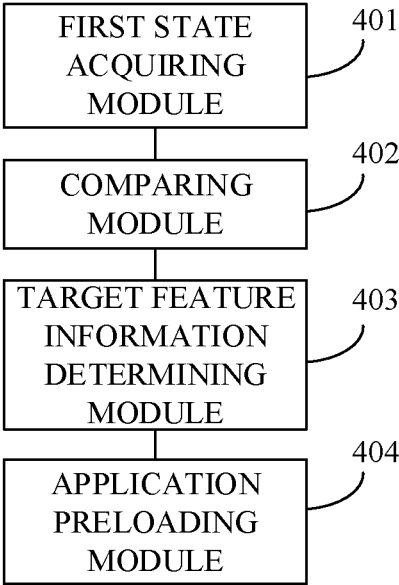 FIRST STATE
ACQUIRING
MODULE
401
COMPARING
MODULE
402
TARGET FEATURE
INFORMATION
DETERMINING
MODULE
403
APPLICATION
PRELOADING
MODULE
404